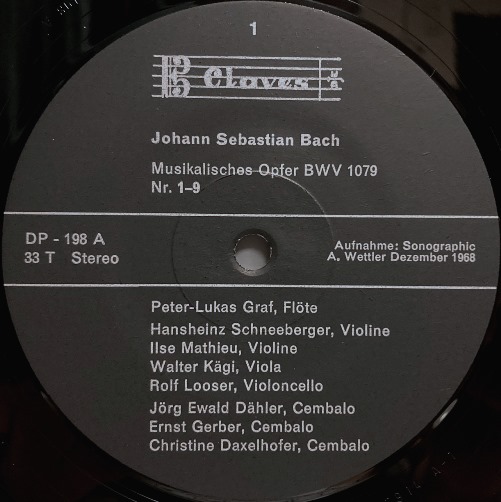 1
Claves
Johann Sebastian Bach
Musikalisches Opfer BWV 1079
Nr. 1-9
DP - 198 A
33 T Stereo
Aufnahme: Sonographic
A. Wettler Dezember 1968
Peter-Lukas Graf, Flöte
Hansheinz Schneeberger, Violine
Ilse Mathieu, Violine
Walter Kägi, Viola
Rolf Looser, Violoncello
Jörg Ewald Dähler, Cembalo
Ernst Gerber, Cembalo
Christine Daxelhofer, Cembalo